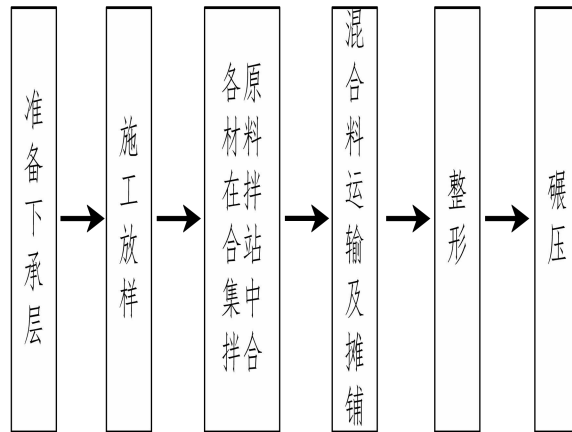 准备下承层
施工放样
各原材料在拌合站集中拌合
混合料运输及摊铺
整形
碾压